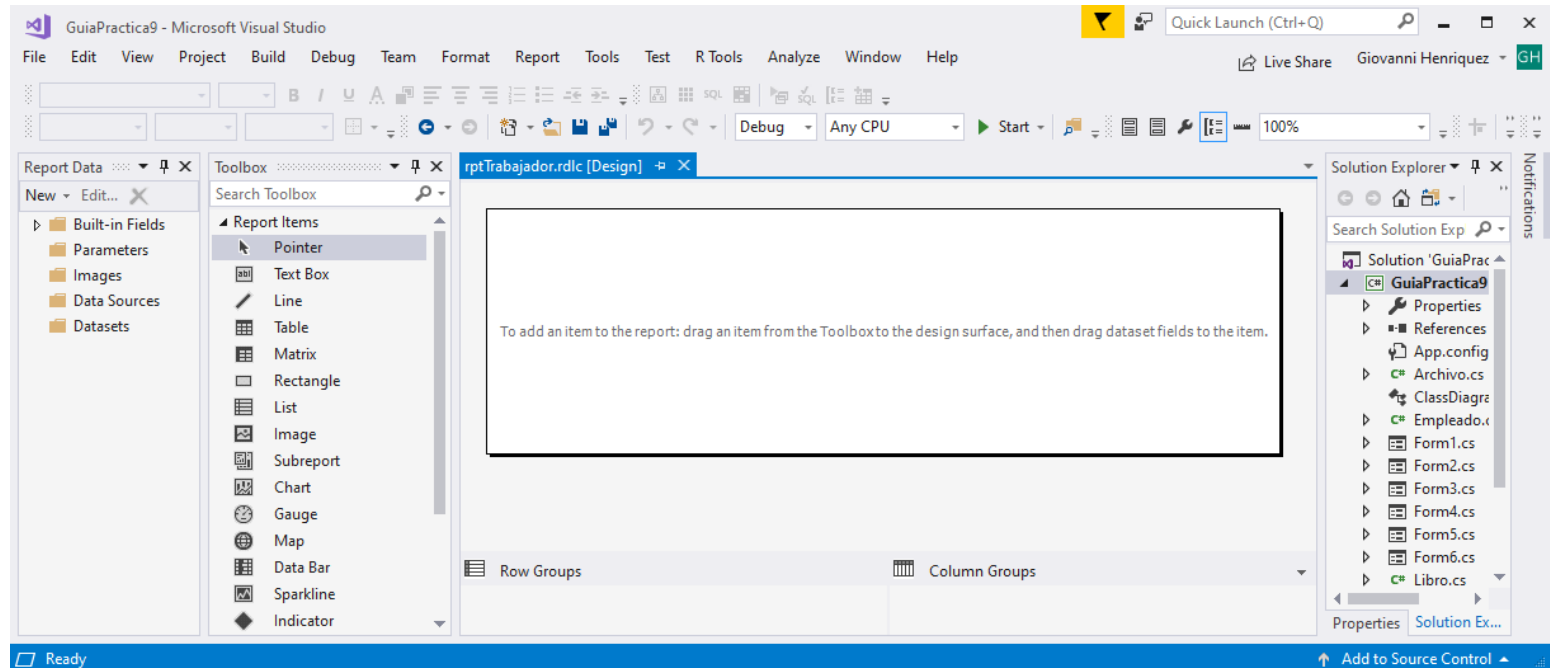 GuiaPractica9 - Microsoft Visual Studio
Quick Launch (Ctrl+Q)
File Edit View Project Build Debug Team Format Report Tools Test R Tools Analyze Window Help
Live Share Giovanni Henriquez GH
B I U A SQL SQL
Debug Any CPU Start 100%
Report Data
New Edit...
Built-in Fields
Parameters
Images
Data Sources
Datasets
Toolbox
Search Toolbox
Report Items
Pointer
abl Text Box
Line
Table
Matrix
Rectangle
List
Image
Subreport
Chart
Gauge
Map
Data Bar
Sparkline
Indicator
rptTrabajador.rdlc [Design]
To add an item to the report: drag an item from the Toolbox to the design surface, and then drag dataset fields to the item.
Row Groups
Column Groups
Solution Explorer
Search Solution Exp
Solution 'GuiaPrac
C# GuiaPractica9
Properties
References
App.config
C# Archivo.cs
ClassDiagra
C# Empleado.c
Form1.cs
Form2.cs
Form3.cs
Form4.cs
Form5.cs
Form6.cs
C# Libro.cs
Properties Solution Ex...
Notifications
Ready
Add to Source Control